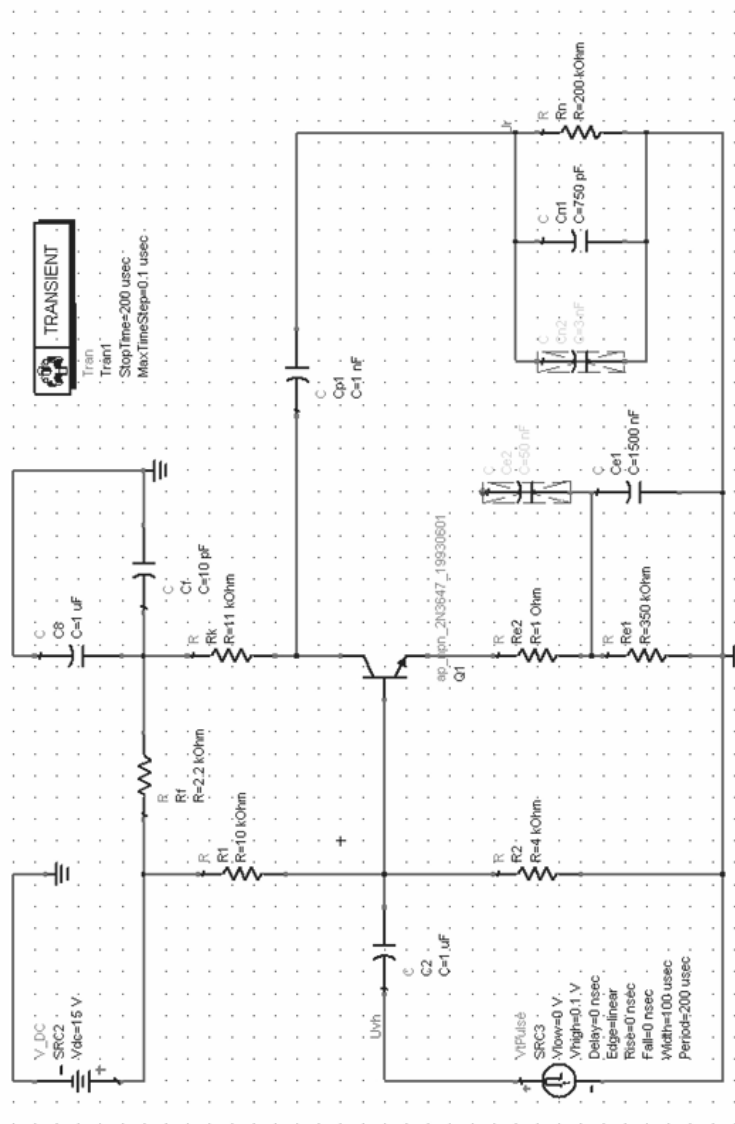 V_DC
SRC2
Vdc=15 V
+
-
C
C8
C=1 uF
TRANSIENT
Tran
Tran1
StopTime=200 usec
MaxTimeStep=0.1 usec
R
Rf
R=2.2 kOhm
C
Cf
C=10 pF
R
R1
R=10 kOhm
R
Rk
R=11 kOhm
C
Cp1
C=1 nF
+
Uvh
C
C2
C=1 uF
ap_npn_2N3647_19930601
Q1
R
R2
R=4 kOhm
R
Re2
R=1 Ohm
C
Ce2
C=50 nF
R
Re1
R=350 kOhm
C
Ce1
C=1500 nF
C
Cn2
C=3 nF
C
Cn1
C=750 pF
R
Rn
R=200 kOhm
VtPulse
SRC3
Vlow=0 V
Vhigh=0.1 V
Delay=0 nsec
Edge=linear
Rise=0 nsec
Fall=0 nsec
Width=100 usec
Period=200 usec
+
-